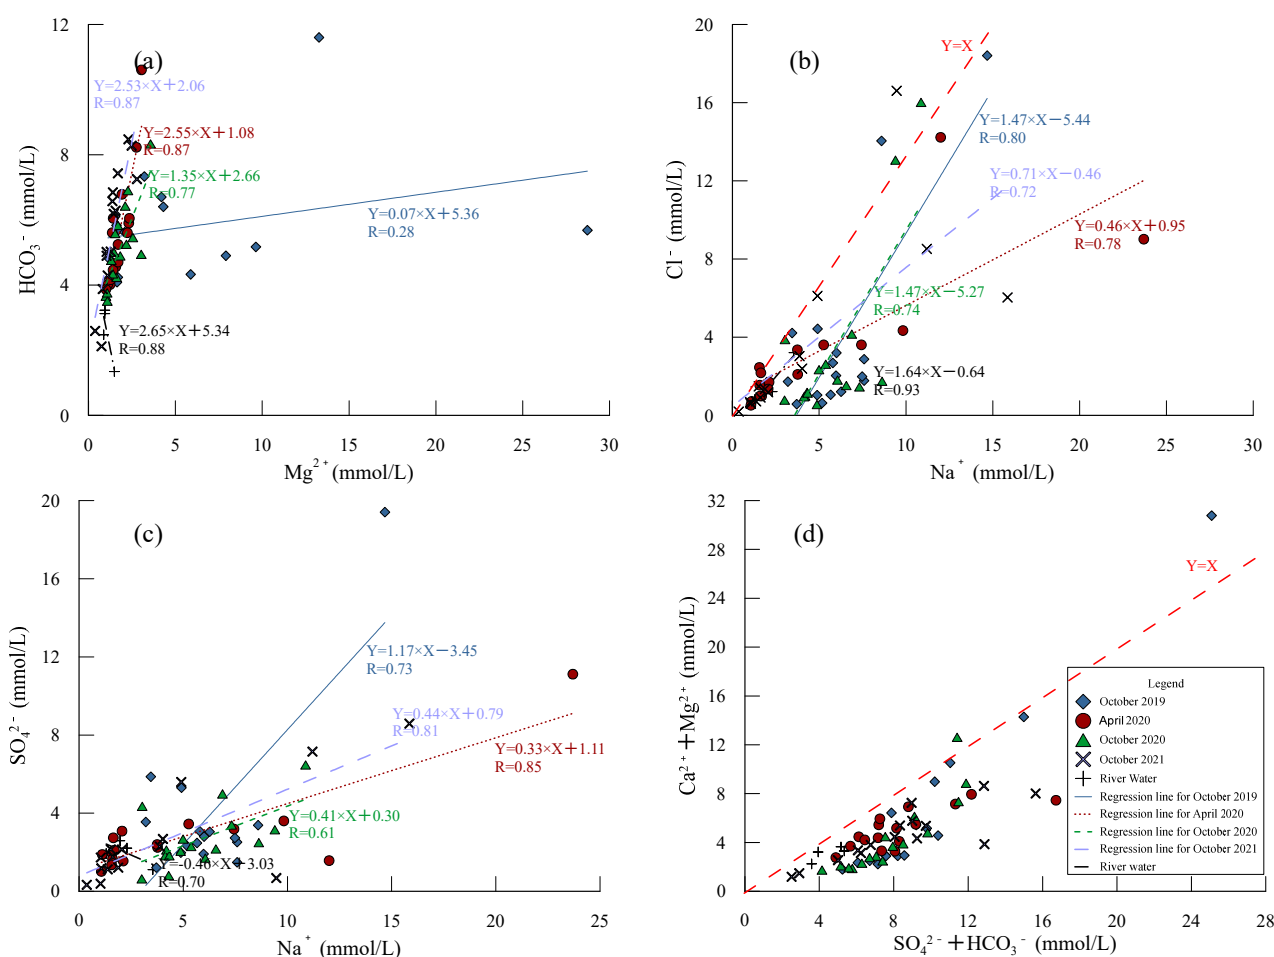 (a)
12
8
4
0
HCO₃⁻ (mmol/L)
Y=2.53×X+2.06
R=0.87
Y=2.55×X+1.08
R=0.87
Y=1.35×X+2.66
R=0.77
Y=0.07×X+5.36
R=0.28
Y=2.65×X+5.34
R=0.88
0 5 10 15 20 25 30
Mg²⁺ (mmol/L)
(b)
20
16
12
8
4
0
Cl⁻ (mmol/L)
Y=X
Y=1.47×X−5.44
R=0.80
Y=0.71×X−0.46
R=0.72
Y=0.46×X+0.95
R=0.78
Y=1.47×X−5.27
R=0.74
Y=1.64×X−0.64
R=0.93
0 5 10 15 20 25 30
Na⁺ (mmol/L)
(c)
20
16
12
8
4
0
SO₄²⁻ (mmol/L)
Y=1.17×X−3.45
R=0.73
Y=0.44×X+0.79
R=0.81
Y=0.33×X+1.11
R=0.85
Y=0.41×X+0.30
R=0.61
Y=-0.46×X+3.03
R=0.70
0 5 10 15 20 25
Na⁺ (mmol/L)
(d)
32
28
24
20
16
12
8
4
0
Ca²⁺+Mg²⁺ (mmol/L)
Y=X
Legend
October 2019
April 2020
October 2020
October 2021
River Water
Regression line for October 2019
Regression line for April 2020
Regression line for October 2020
Regression line for October 2021
River water
0 4 8 12 16 20 24 28
SO₄²⁻+HCO₃⁻ (mmol/L)